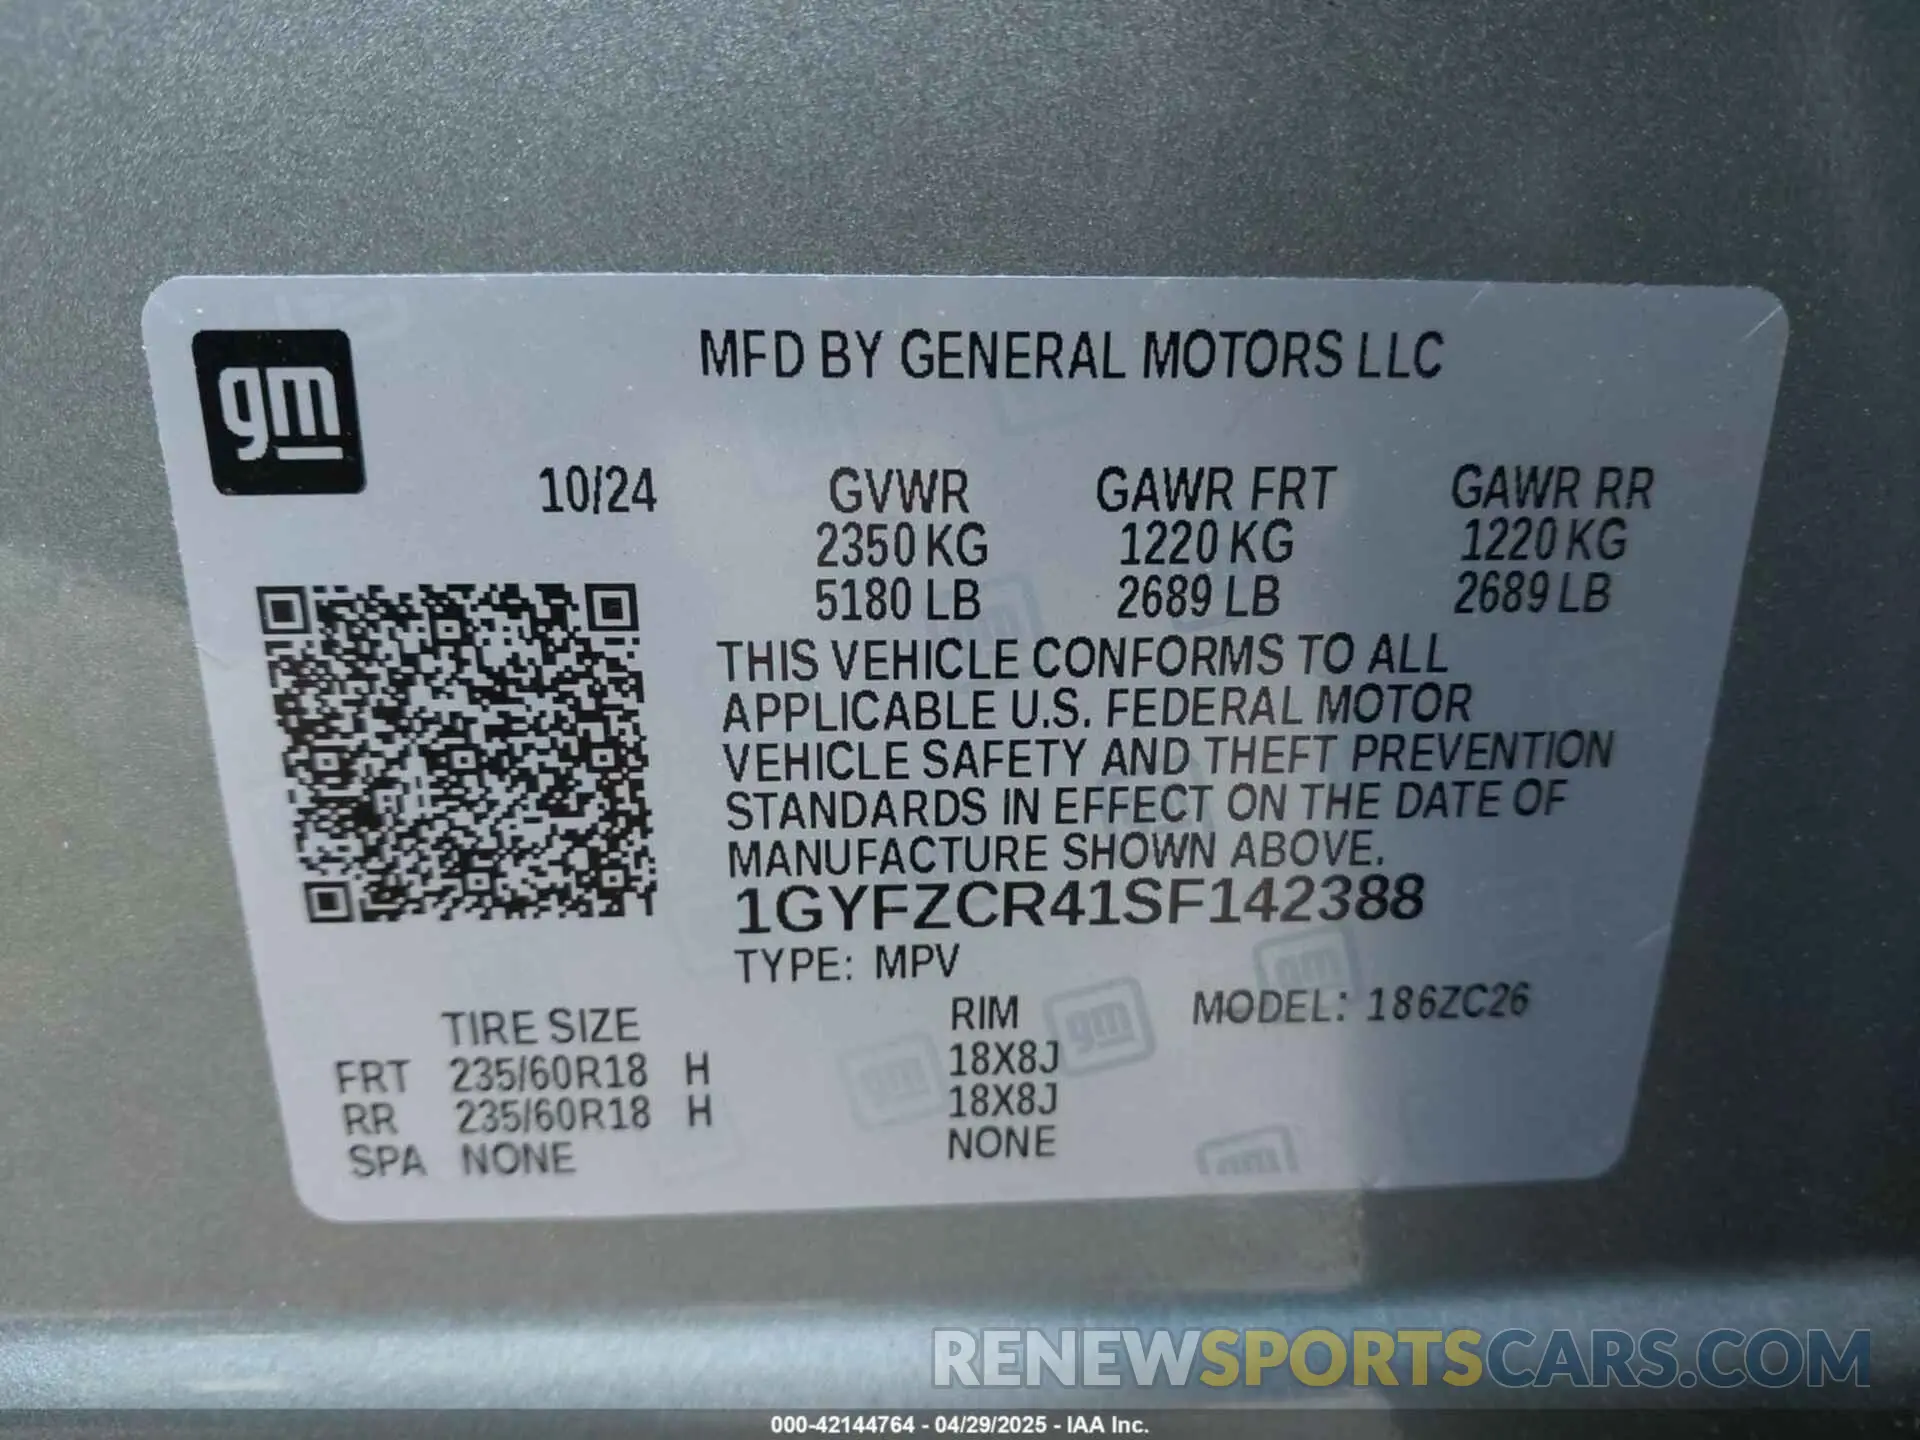 gm
MFD BY GENERAL MOTORS LLC
10/24 GVWR GAWR FRT GAWR RR
2350 KG 1220 KG 1220 KG
5180 LB 2689 LB 2689 LB
THIS VEHICLE CONFORMS TO ALL
APPLICABLE U.S. FEDERAL MOTOR
VEHICLE SAFETY AND THEFT PREVENTION
STANDARDS IN EFFECT ON THE DATE OF
MANUFACTURE SHOWN ABOVE.
1GYFZCR41SF142388
TYPE: MPV
TIRE SIZE RIM MODEL: 186ZC26
FRT 235/60R18 H 18X8J
RR 235/60R18 H 18X8J
SPA NONE NONE
gm
gm
gm
gm
RENEWSPORTSCARS.COM
000-42144764 - 04/29/2025 - IAA Inc.